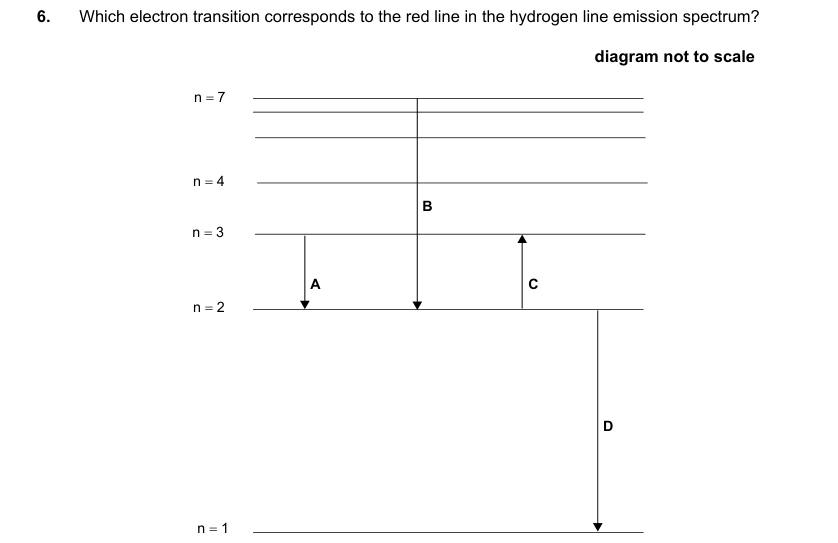 6. Which electron transition corresponds to the red line in the hydrogen line emission spectrum?
diagram not to scale
n = 7
n = 4
B
n = 3
A
C
n = 2
D
n = 1